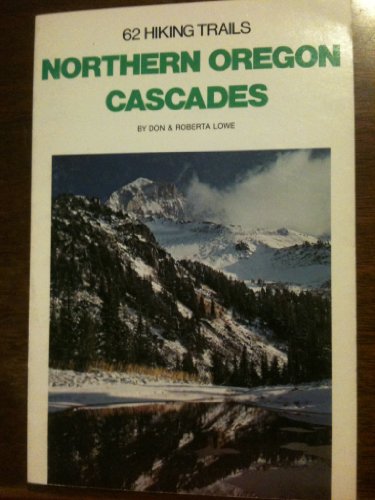 62 HIKING TRAILS
NORTHERN OREGON
CASCADES
BY DON & ROBERTA LOWE